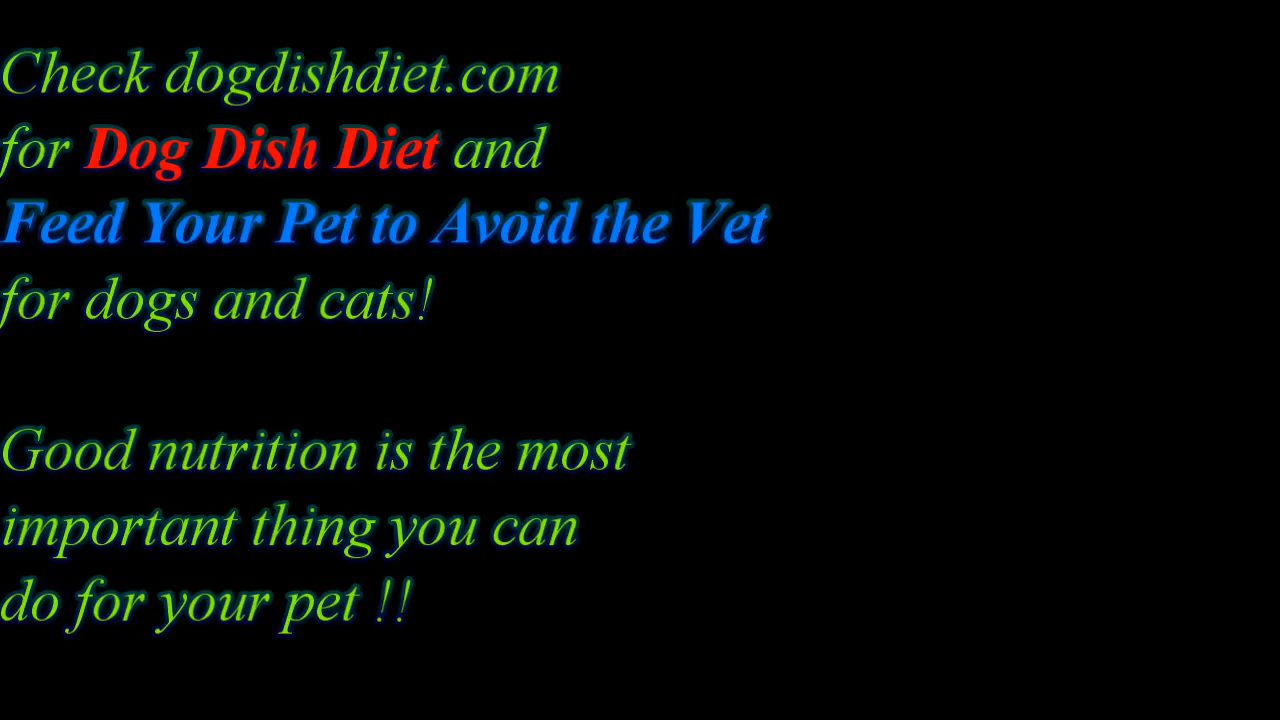 Check dogdishdiet.com
for Dog Dish Diet and
Feed Your Pet to Avoid the Vet
for dogs and cats!
Good nutrition is the most
important thing you can
do for your pet !!